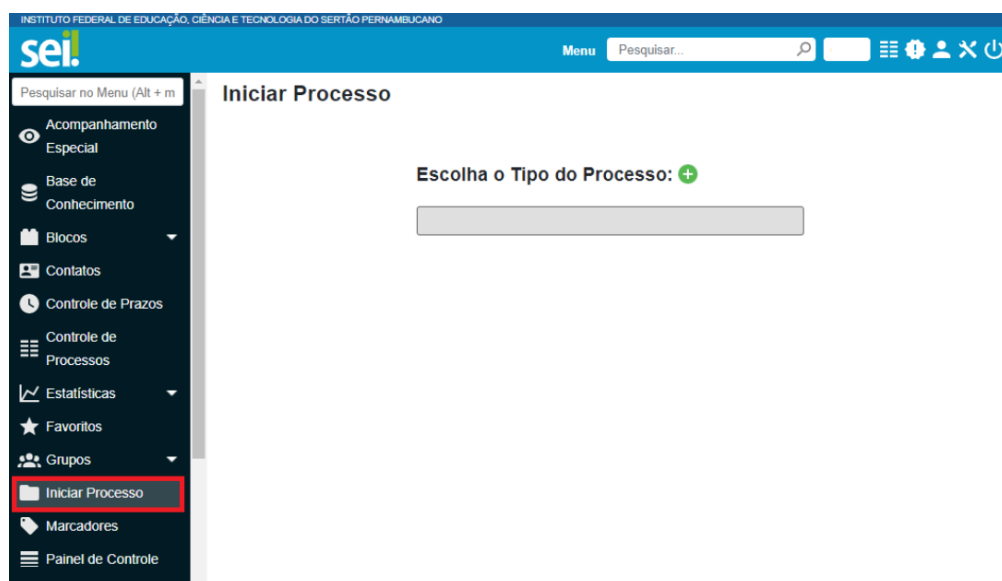 INSTITUTO FEDERAL DE EDUCAÇÃO, CIÊNCIA E TECNOLOGIA DO SERTÃO PERNAMBUCANO
sei!
Menu
Pesquisar...
Pesquisar no Menu (Alt + m
Acompanhamento
Especial
Base de
Conhecimento
Blocos
Contatos
Controle de Prazos
Controle de
Processos
Estatísticas
Favoritos
Grupos
Iniciar Processo
Marcadores
Painel de Controle
Iniciar Processo
Escolha o Tipo do Processo: